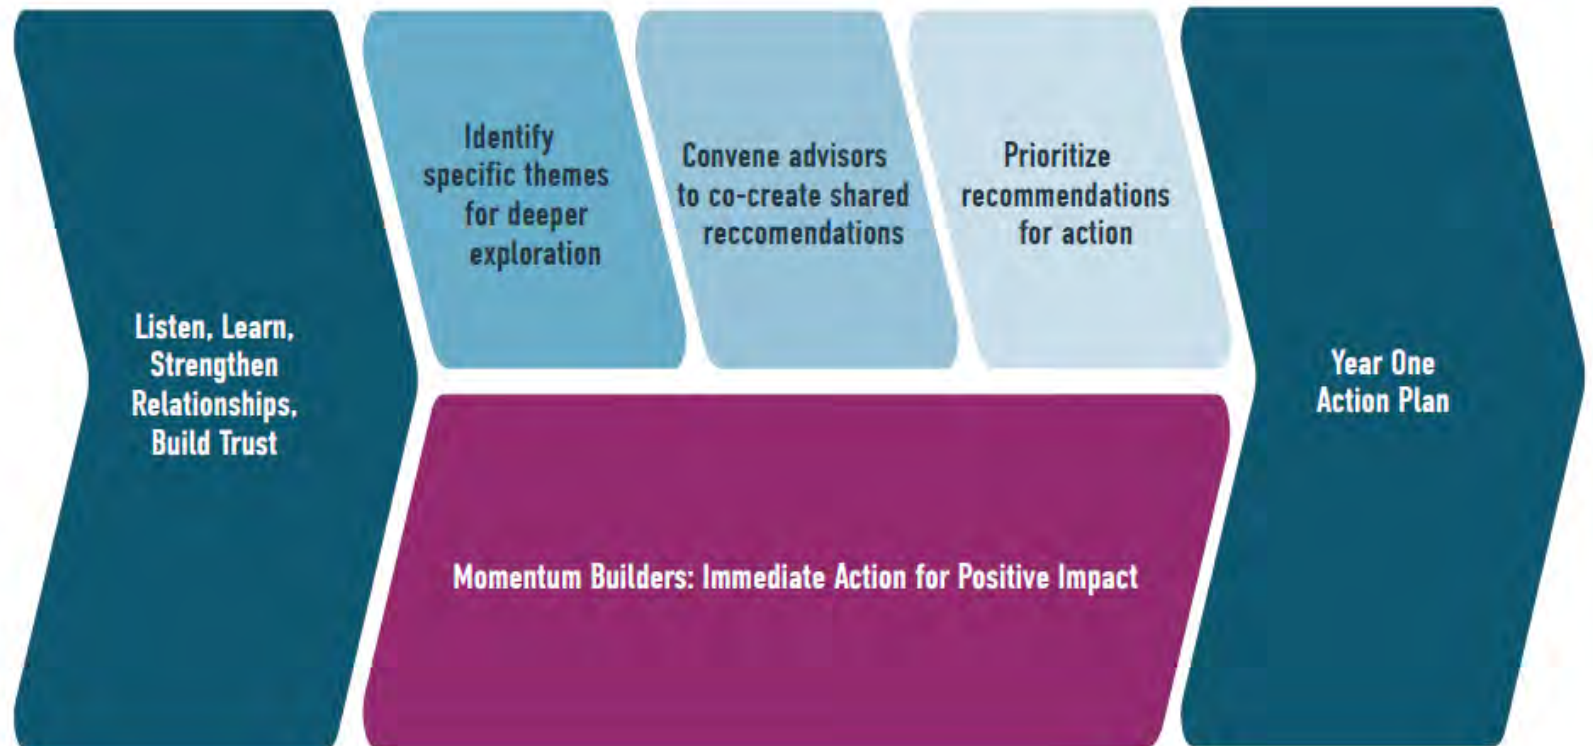 Listen, Learn,
Strengthen
Relationships,
Build Trust
Identify
specific themes
for deeper
exploration
Convene advisors
to co-create shared
reccomendations
Prioritize
recommendations
for action
Momentum Builders: Immediate Action for Positive Impact
Year One
Action Plan